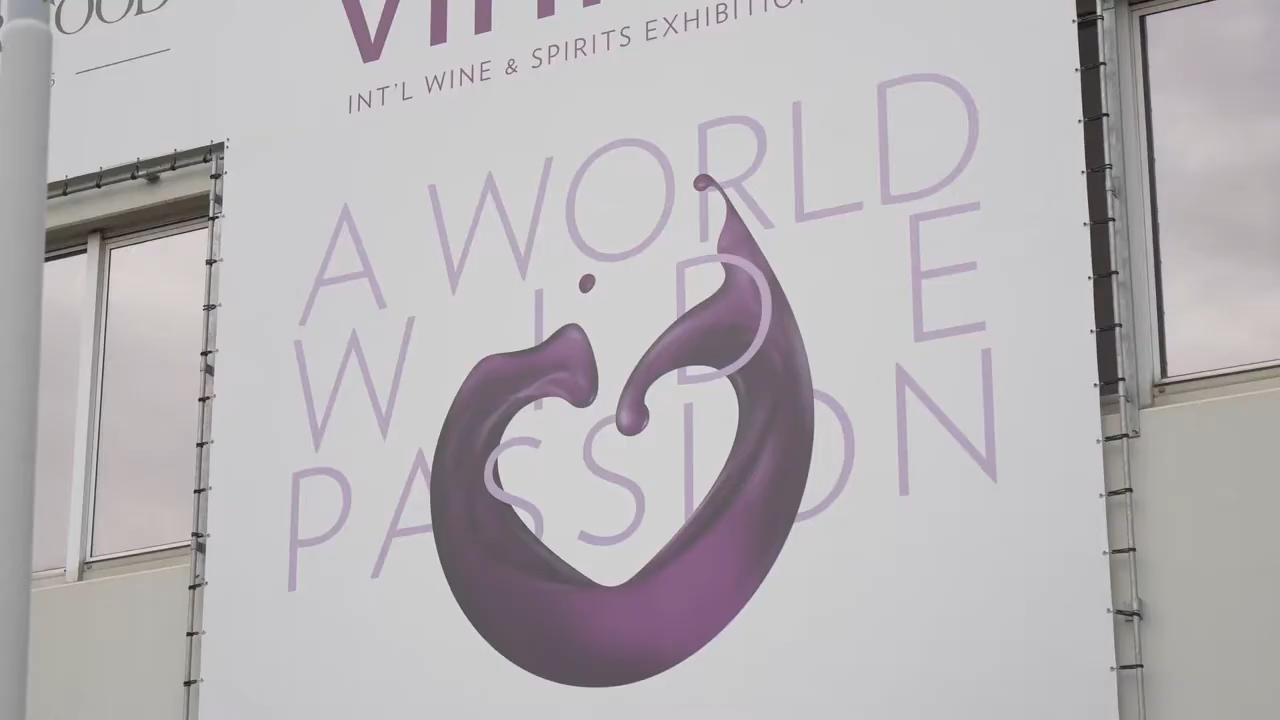 INT'L WINE & SPIRITS EXHIBITION
A WORLD
WIDE
PASSION